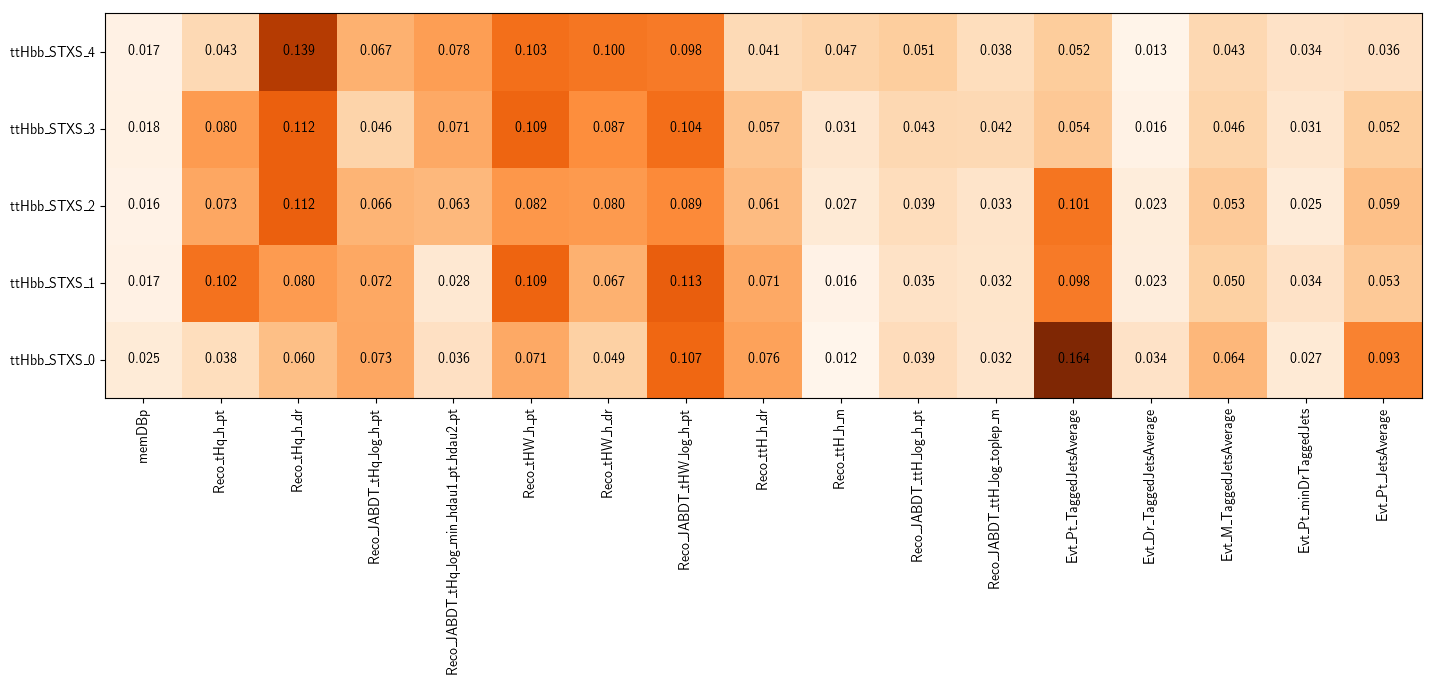 ttHbb_STXS_4 0.017 0.043 0.139 0.067 0.078 0.103 0.100 0.098 0.041 0.047 0.051 0.038 0.052 0.013 0.043 0.034 0.036
ttHbb_STXS_3 0.018 0.080 0.112 0.046 0.071 0.109 0.087 0.104 0.057 0.031 0.043 0.042 0.054 0.016 0.046 0.031 0.052
ttHbb_STXS_2 0.016 0.073 0.112 0.066 0.063 0.082 0.080 0.089 0.061 0.027 0.039 0.033 0.101 0.023 0.053 0.025 0.059
ttHbb_STXS_1 0.017 0.102 0.080 0.072 0.028 0.109 0.067 0.113 0.071 0.016 0.035 0.032 0.098 0.023 0.050 0.034 0.053
ttHbb_STXS_0 0.025 0.038 0.060 0.073 0.036 0.071 0.049 0.107 0.076 0.012 0.039 0.032 0.164 0.034 0.064 0.027 0.093
memDBp
Reco_tHq_h_pt
Reco_tHq_h_dr
Reco_JABDT_tHq_log_h_pt
Reco_JABDT_tHq_log_min_hdau1_pt_hdau2_pt
Reco_tHW_h_pt
Reco_tHW_h_dr
Reco_JABDT_tHW_log_h_pt
Reco_ttH_h_dr
Reco_ttH_h_m
Reco_JABDT_ttH_log_h_pt
Reco_JABDT_ttH_log_toplep_m
Evt_Pt_TaggedJetsAverage
Evt_Dr_TaggedJetsAverage
Evt_M_TaggedJetsAverage
Evt_Pt_minDrTaggedJets
Evt_Pt_JetsAverage